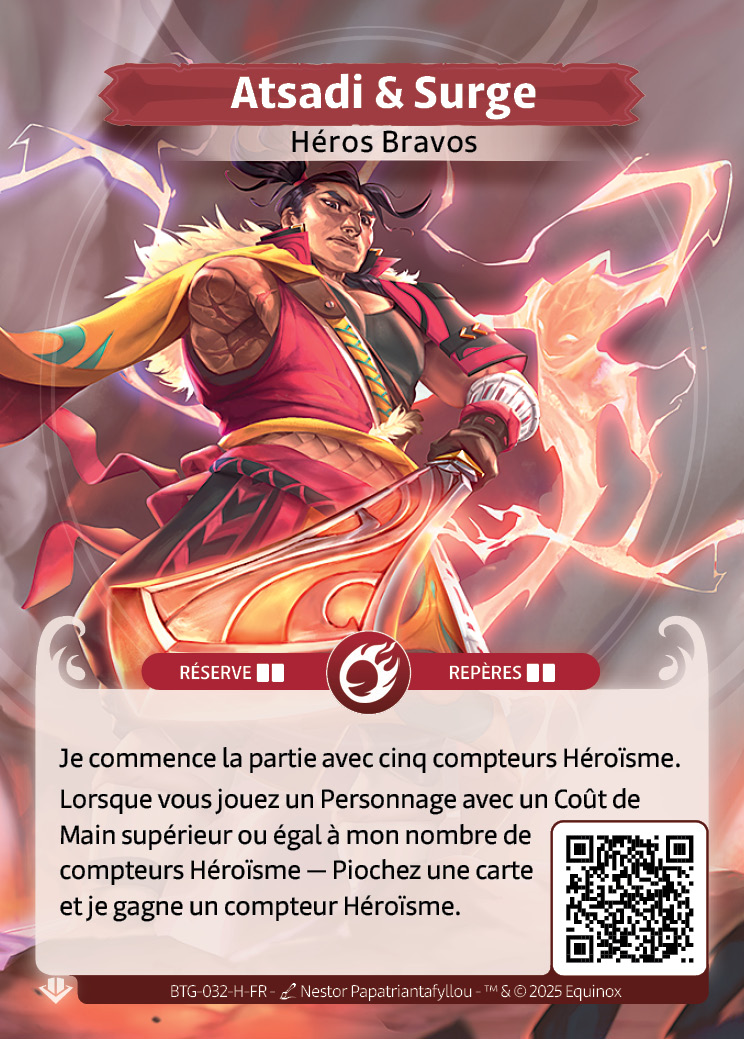 Atsadi & Surge
Héros Bravos
RÉSERVE
REPÈRES
Je commence la partie avec cinq compteurs Héroïsme.
Lorsque vous jouez un Personnage avec un Coût de
Main supérieur ou égal à mon nombre de
compteurs Héroïsme — Piochez une carte
et je gagne un compteur Héroïsme.
BTG-032-H-FR - Nestor Papatriantafyllou - ™ & © 2025 Equinox